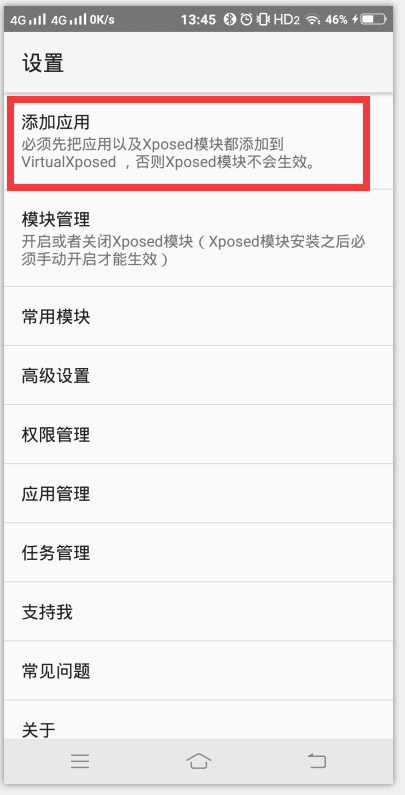 4G 4G 0K/s 13:45 HD2 46%
设置
添加应用
必须先把应用以及Xposed模块都添加到
VirtualXposed ，否则Xposed模块不会生效。
模块管理
开启或者关闭Xposed模块（Xposed模块安装之后必
须手动开启才能生效）
常用模块
高级设置
权限管理
应用管理
任务管理
支持我
常见问题
关于